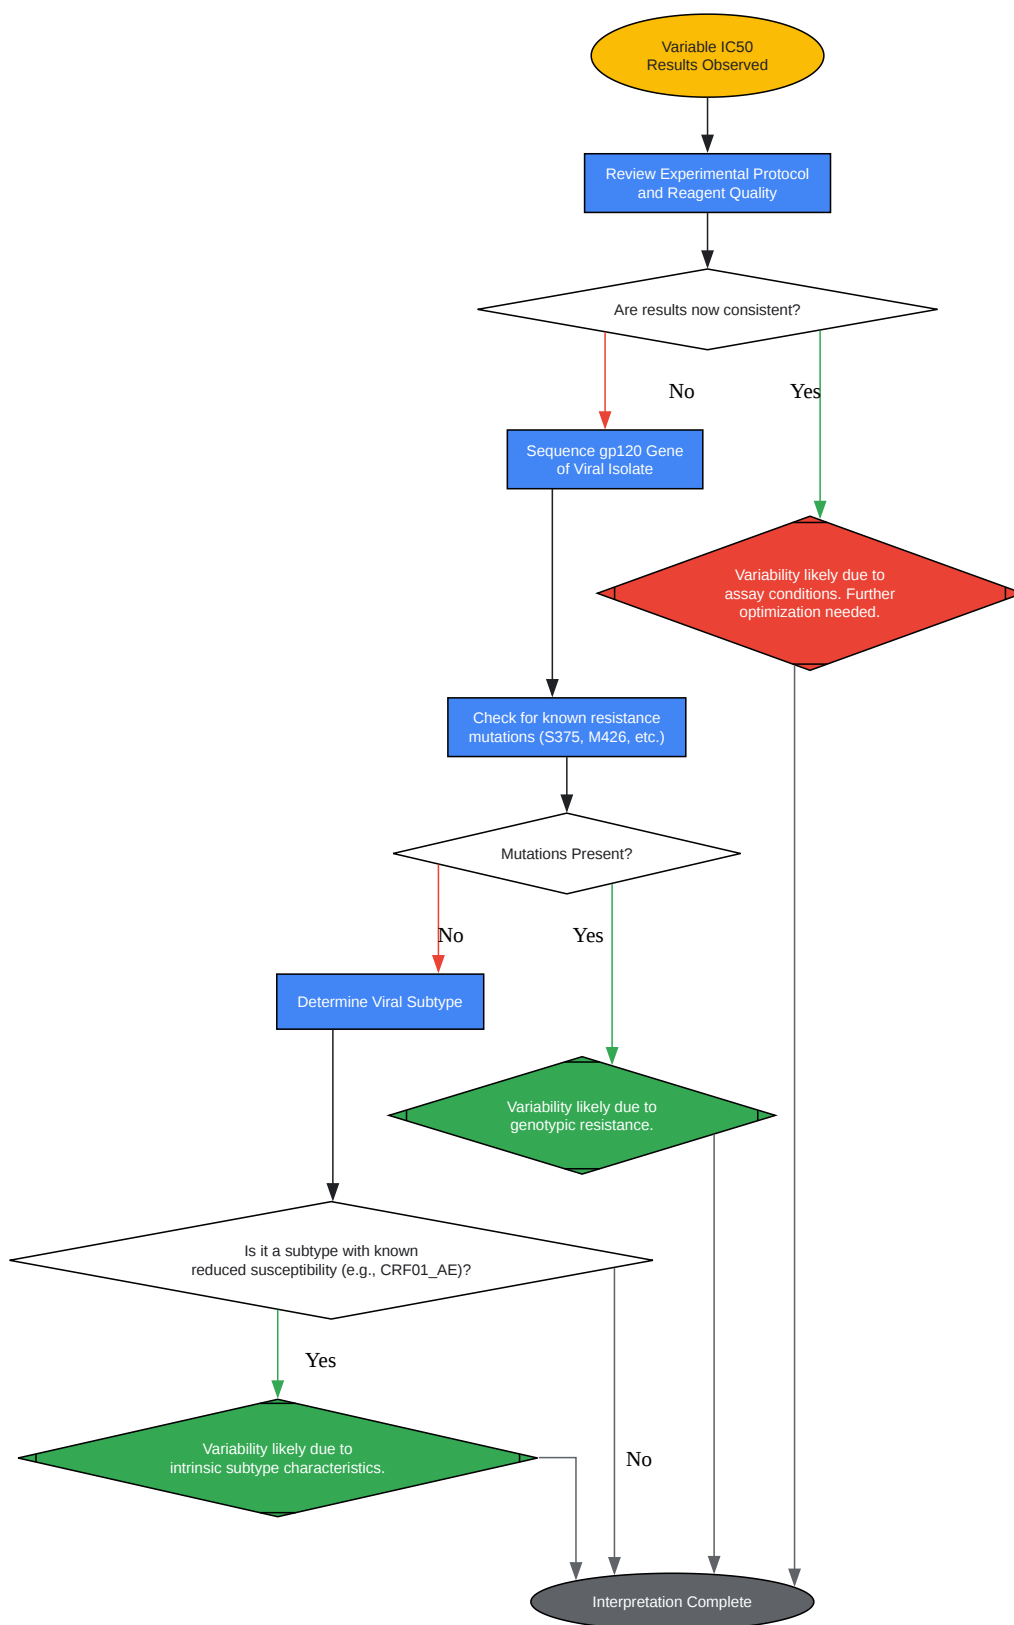 Variable IC50
Results Observed
Review Experimental Protocol
and Reagent Quality
Are results now consistent?
No
Yes
Sequence gp120 Gene
of Viral Isolate
Variability likely due to
assay conditions. Further
optimization needed.
Check for known resistance
mutations (S375, M426, etc.)
Mutations Present?
No
Yes
Determine Viral Subtype
Variability likely due to
genotypic resistance.
Is it a subtype with known
reduced susceptibility (e.g., CRF01_AE)?
Yes
Variability likely due to
intrinsic subtype characteristics.
No
Interpretation Complete